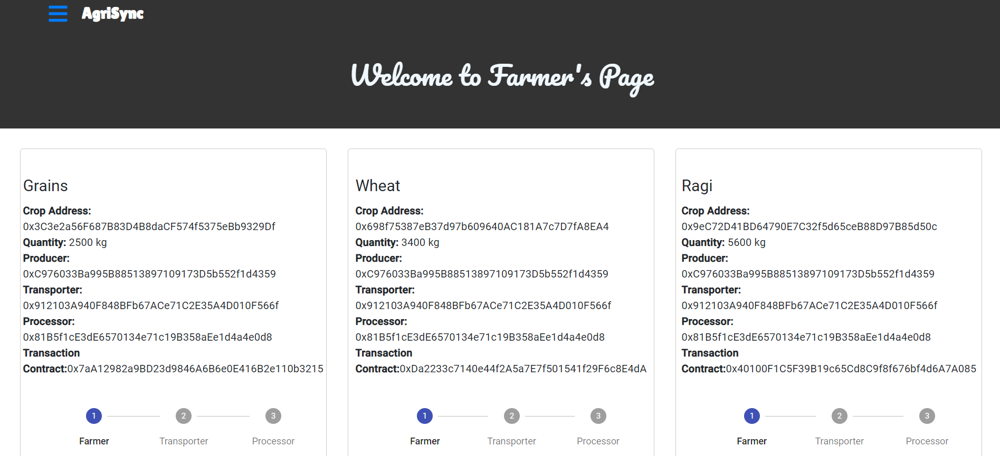 AgriSync
Welcome to Farmer's Page
Grains
Crop Address:
0x3C3e2a56F687B83D4B8daCF574f5375eBb9329Df
Quantity: 2500 kg
Producer:
0xC976033Ba995B88513897109173D5b552f1d4359
Transporter:
0x912103A940F848BFb67ACe71C2E35A4D010F566f
Processor:
0x81B5f1cE3dE6570134e71c19B358aEe1d4a4e0d8
Transaction
Contract:0x7aA12982a9BD23d9846A6B6e0E416B2e110b3215
1
2
3
Farmer
Transporter
Processor
Wheat
Crop Address:
0x698f75387eB37d97b609640AC181A7c7D7fA8EA4
Quantity: 3400 kg
Producer:
0xC976033Ba995B88513897109173D5b552f1d4359
Transporter:
0x912103A940F848BFb67ACe71C2E35A4D010F566f
Processor:
0x81B5f1cE3dE6570134e71c19B358aEe1d4a4e0d8
Transaction
Contract:0xDa2233c7140e44f2A5a7E7f501541f29F6c8E4dA
1
2
3
Farmer
Transporter
Processor
Ragi
Crop Address:
0x9eC72D41BD64790E7C32f5d65ceB88D97B85d50c
Quantity: 5600 kg
Producer:
0xC976033Ba995B88513897109173D5b552f1d4359
Transporter:
0x912103A940F848BFb67ACe71C2E35A4D010F566f
Processor:
0x81B5f1cE3dE6570134e71c19B358aEe1d4a4e0d8
Transaction
Contract:0x40100F1C5F39B19c65Cd8C9f8f676bf4d6A7A085
1
2
3
Farmer
Transporter
Processor